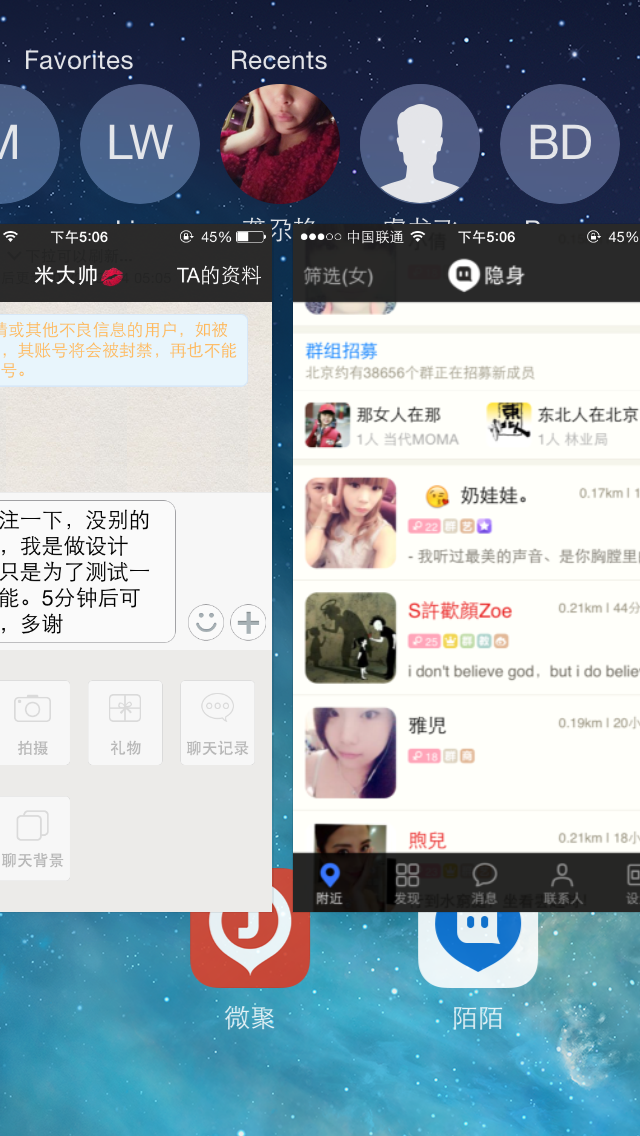 Favorites
Recents
M
LW
BD
下午5:06
45%
米大帅
TA的资料
情或其他不良信息的用户，如被
，其账号将会被封禁，再也不能
号。
注一下，没别的
，我是做设计
只是为了测试一
能。5分钟后可
，多谢
拍摄
礼物
聊天记录
聊天背景
中国联通
下午5:06
45%
筛选(女)
隐身
群组招募
北京约有38656个群正在招募新成员
那女人在那
1人 当代MOMA
东北人在北京
1人 林业局
奶娃娃。
0.17km | 1
22 群 艺
- 我听过最美的声音、是你胸膛里的
S許歡顔Zoe
0.21km | 44分
25 群 教
i don't believe god，but i do believe
雅児
0.19km | 20小
18 群 商
煦兒
0.21km | 18小
附近
发现
消息
联系人
设
微聚
陌陌